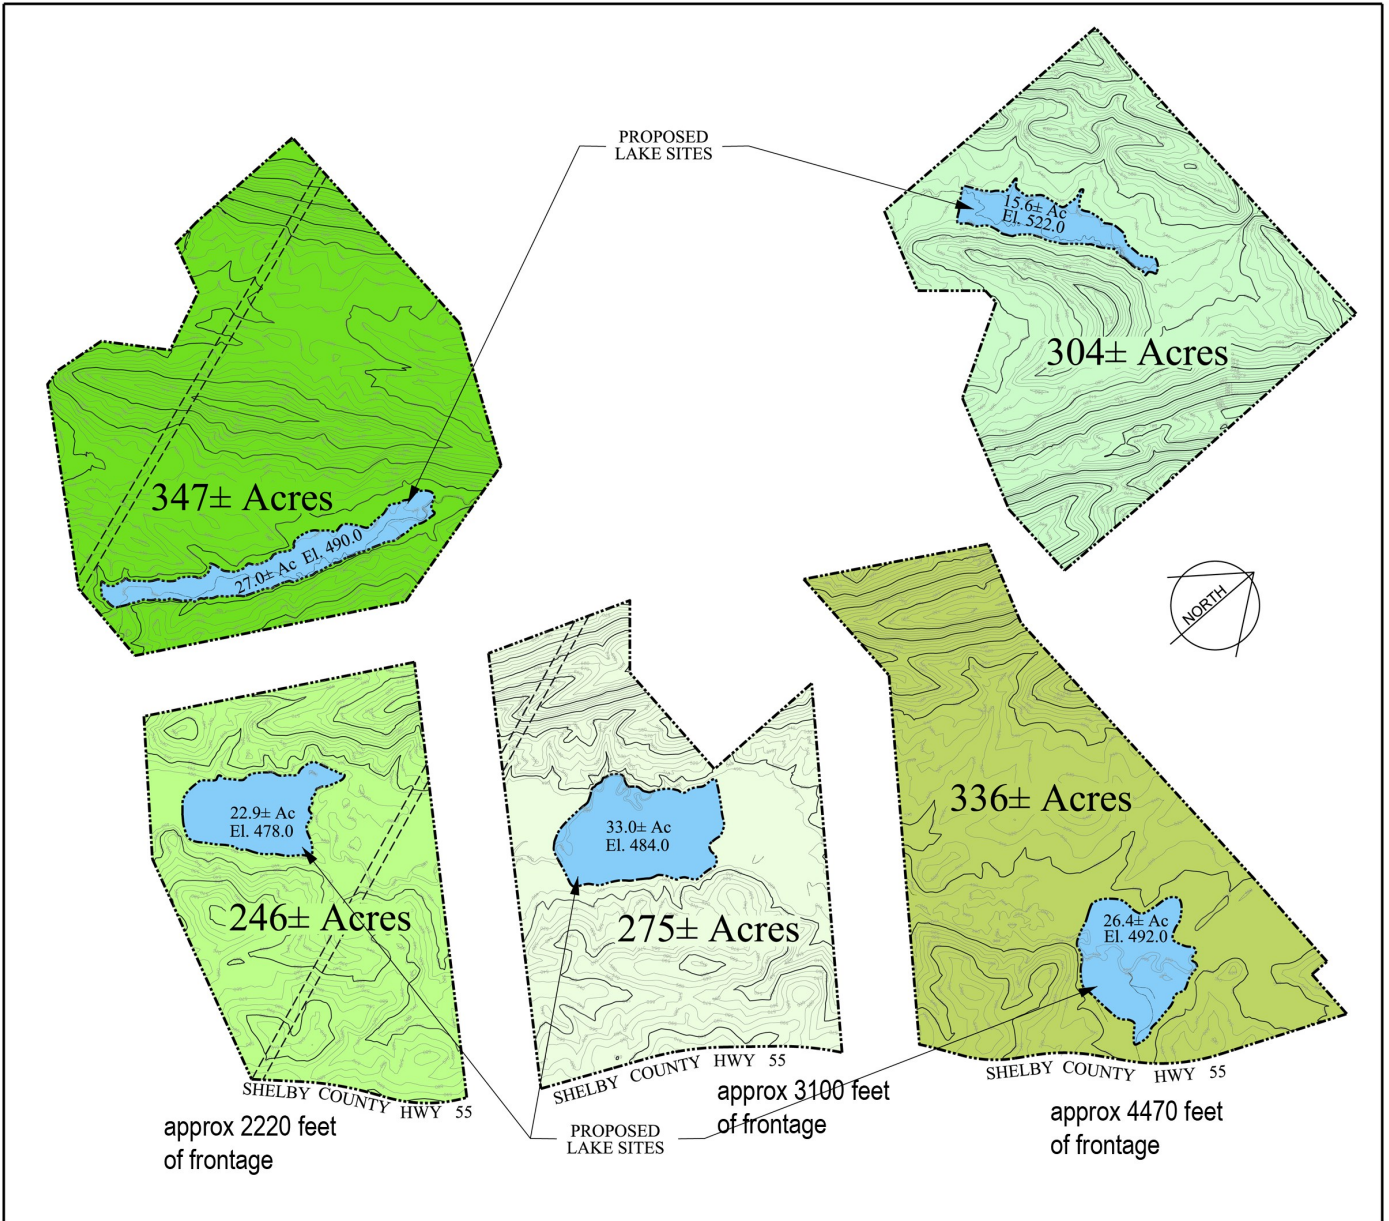 PROPOSED
LAKE SITES
15.6± Ac
El. 522.0
304± Acres
347± Acres
27.0± Ac El. 490.0
NORTH
22.9± Ac
El. 478.0
246± Acres
33.0± Ac
El. 484.0
275± Acres
336± Acres
26.4± Ac
El. 492.0
SHELBY COUNTY HWY 55
SHELBY COUNTY HWY 55
SHELBY COUNTY HWY 55
approx 2220 feet
of frontage
approx 3100 feet
of frontage
approx 4470 feet
of frontage
PROPOSED
LAKE SITES